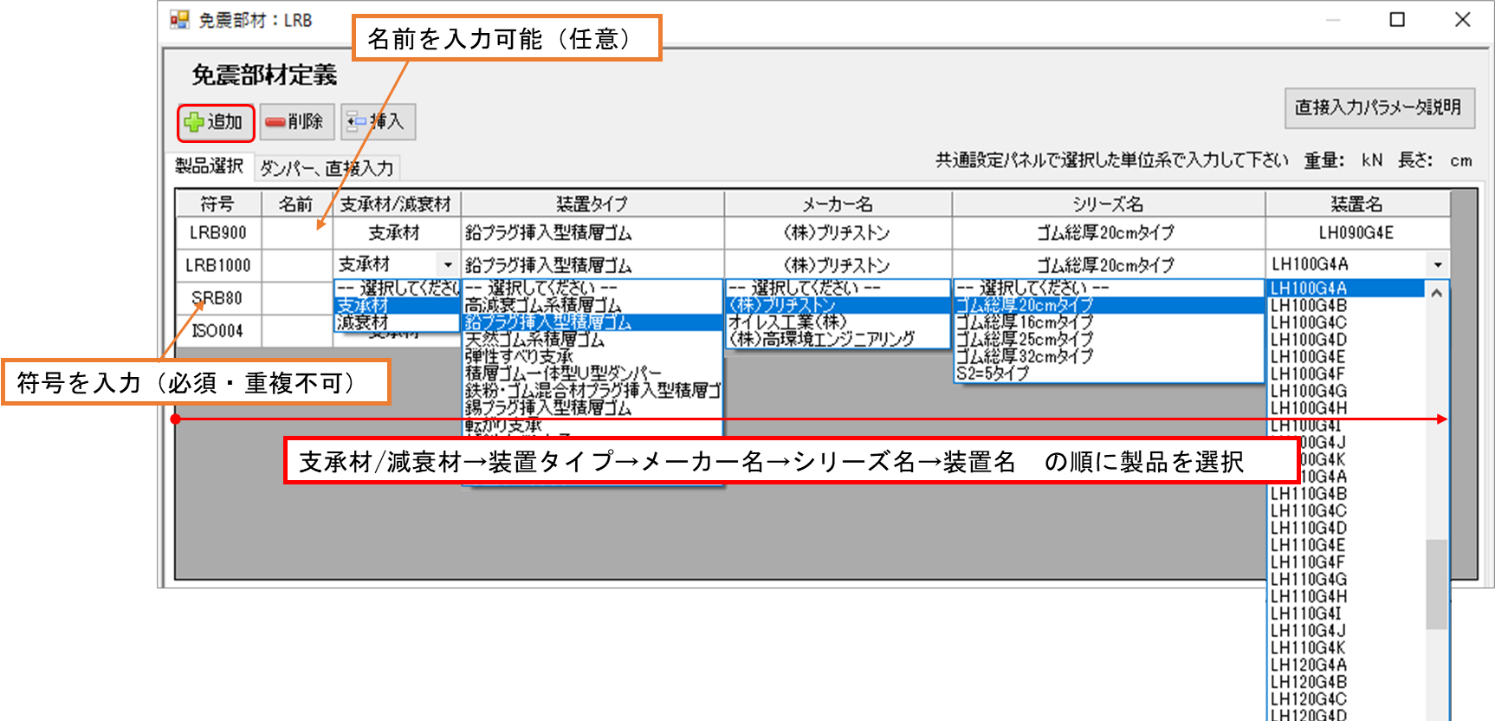 免震部材：LRB
名前を入力可能（任意）
免震部材定義
追加 削除 挿入
直接入力パラメータ説明
製品選択 ダンパー、直接入力
共通設定パネルで選択した単位系で入力して下さい 重量： kN 長さ： cm
符号 名前 支承材/減衰材 装置タイプ メーカー名 シリーズ名 装置名
LRB900 支承材 鉛プラグ挿入型積層ゴム (株)ブリヂストン ゴム総厚20cmタイプ LH090G4E
LRB1000 支承材 鉛プラグ挿入型積層ゴム (株)ブリヂストン ゴム総厚20cmタイプ LH100G4A
SRB80
ISO004 支承材
-- 選択してください
支承材
減衰材
-- 選択してください --
高減衰ゴム系積層ゴム
鉛プラグ挿入型積層ゴム
天然ゴム系積層ゴム
弾性すべり支承
積層ゴム一体型U型ダンパー
鉄粉・ゴム混合材プラグ挿入型積層ゴ
錫プラグ挿入型積層ゴム
転がり支承
-- 選択してください --
(株)ブリヂストン
オイレス工業(株)
(株)高環境エンジニアリング
-- 選択してください --
ゴム総厚20cmタイプ
ゴム総厚16cmタイプ
ゴム総厚25cmタイプ
ゴム総厚32cmタイプ
S2=5タイプ
LH100G4A
LH100G4B
LH100G4C
LH100G4D
LH100G4E
LH100G4F
LH100G4G
LH100G4H
LH100G4I
00G4J
00G4K
10G4A
LH110G4B
LH110G4C
LH110G4D
LH110G4E
LH110G4F
LH110G4G
LH110G4H
LH110G4I
LH110G4J
LH110G4K
LH120G4A
LH120G4B
LH120G4C
LH120G4D
符号を入力（必須・重複不可）
支承材/減衰材→装置タイプ→メーカー名→シリーズ名→装置名　の順に製品を選択